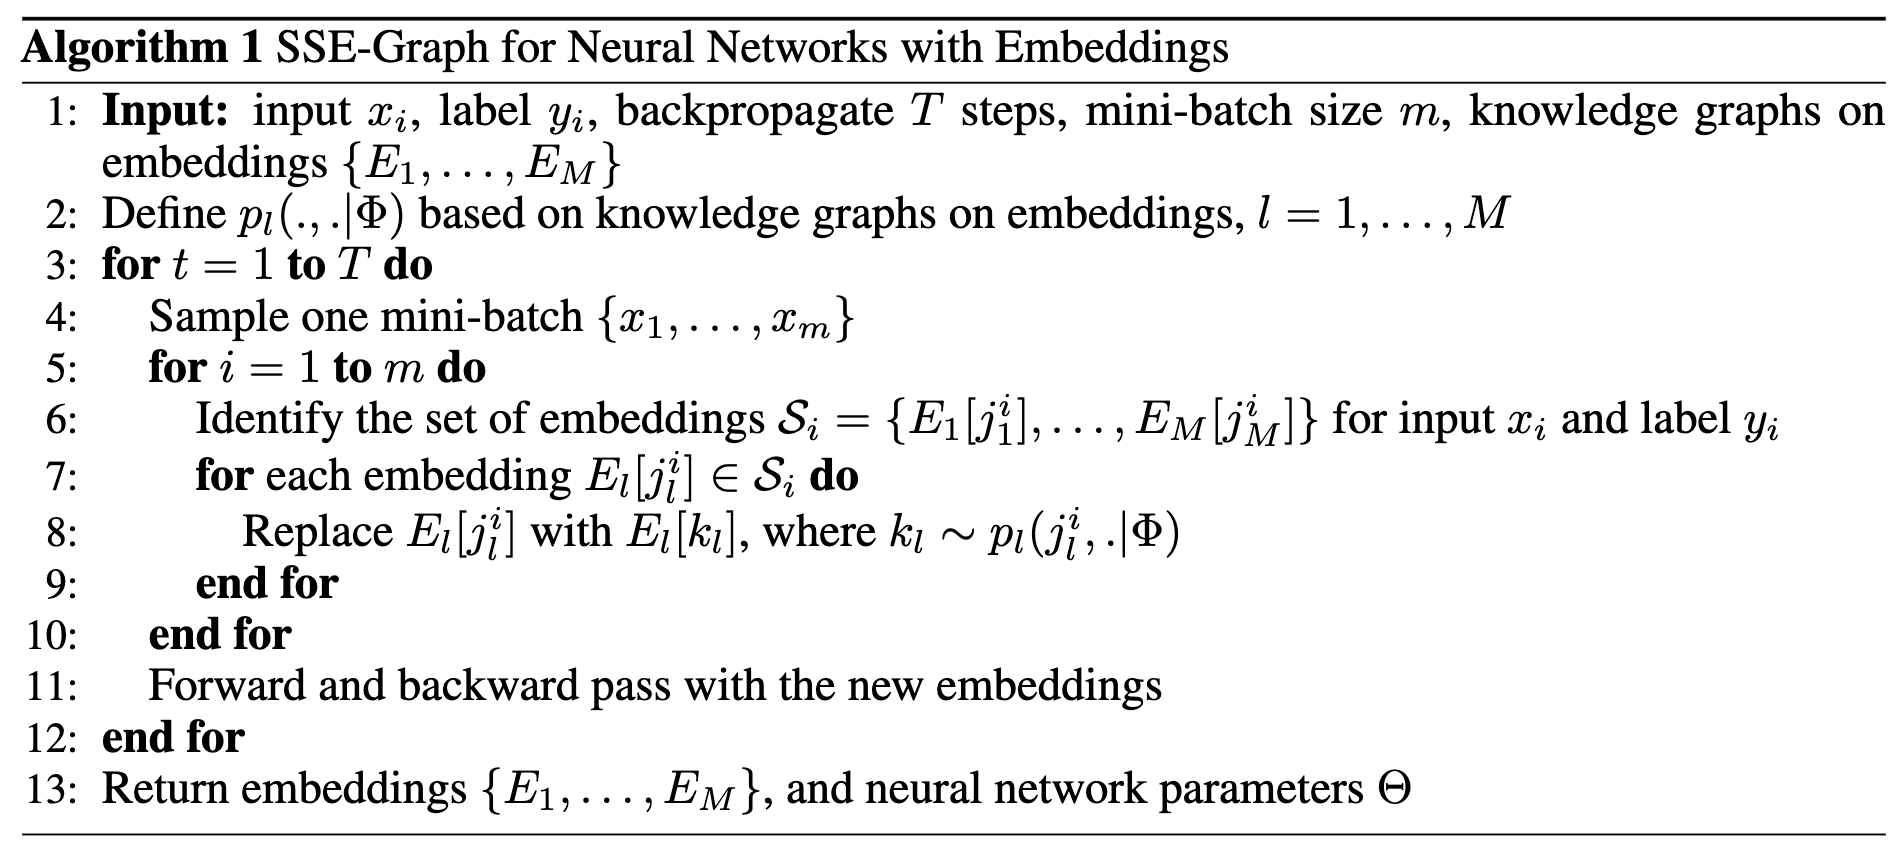 Algorithm 1 SSE-Graph for Neural Networks with Embeddings
1: Input: input $x_i$, label $y_i$, backpropagate $T$ steps, mini-batch size $m$, knowledge graphs on
embeddings $\{E_1, \ldots, E_M\}$
2: Define $p_l(., .|\Phi)$ based on knowledge graphs on embeddings, $l = 1, \ldots, M$
3: for $t = 1$ to $T$ do
4: Sample one mini-batch $\{x_1, \ldots, x_m\}$
5: for $i = 1$ to $m$ do
6: Identify the set of embeddings $\mathcal{S}_i = \{E_1[j_1^i], \ldots, E_M[j_M^i]\}$ for input $x_i$ and label $y_i$
7: for each embedding $E_l[j_l^i] \in \mathcal{S}_i$ do
8: Replace $E_l[j_l^i]$ with $E_l[k_l]$, where $k_l \sim p_l(j_l^i, .|\Phi)$
9: end for
10: end for
11: Forward and backward pass with the new embeddings
12: end for
13: Return embeddings $\{E_1, \ldots, E_M\}$, and neural network parameters $\Theta$